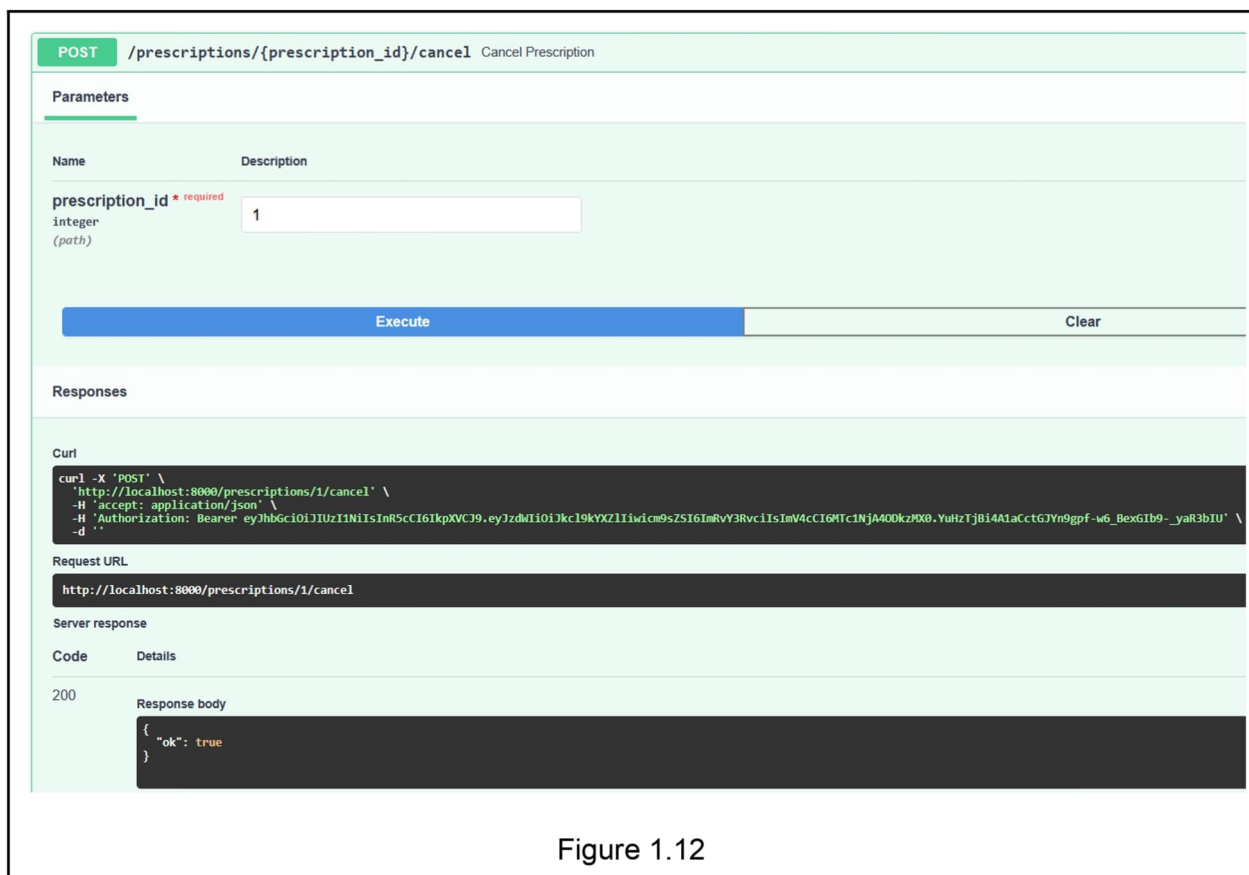 POST /prescriptions/{prescription_id}/cancel Cancel Prescription
Parameters
Name Description
prescription_id * required
integer
(path)
1
Execute Clear
Responses
Curl
curl -X 'POST' \
'http://localhost:8000/prescriptions/1/cancel' \
-H 'accept: application/json' \
-H 'Authorization: Bearer eyJhbGciOiJIUzI1NiIsInR5cCI6IkpXVCJ9.eyJzdWIiOiJkcl9kYXZlIiwicm9sZSI6ImRvY3RvciIsImV4cCI6MTc1NjA4ODkzMX0.YuHzTjBi4A1aCctGJYn9gpf-w6_BexGIb9-_yaR3bIU' \
-d ''
Request URL
http://localhost:8000/prescriptions/1/cancel
Server response
Code Details
200
Response body
{
"ok": true
}
Figure 1.12